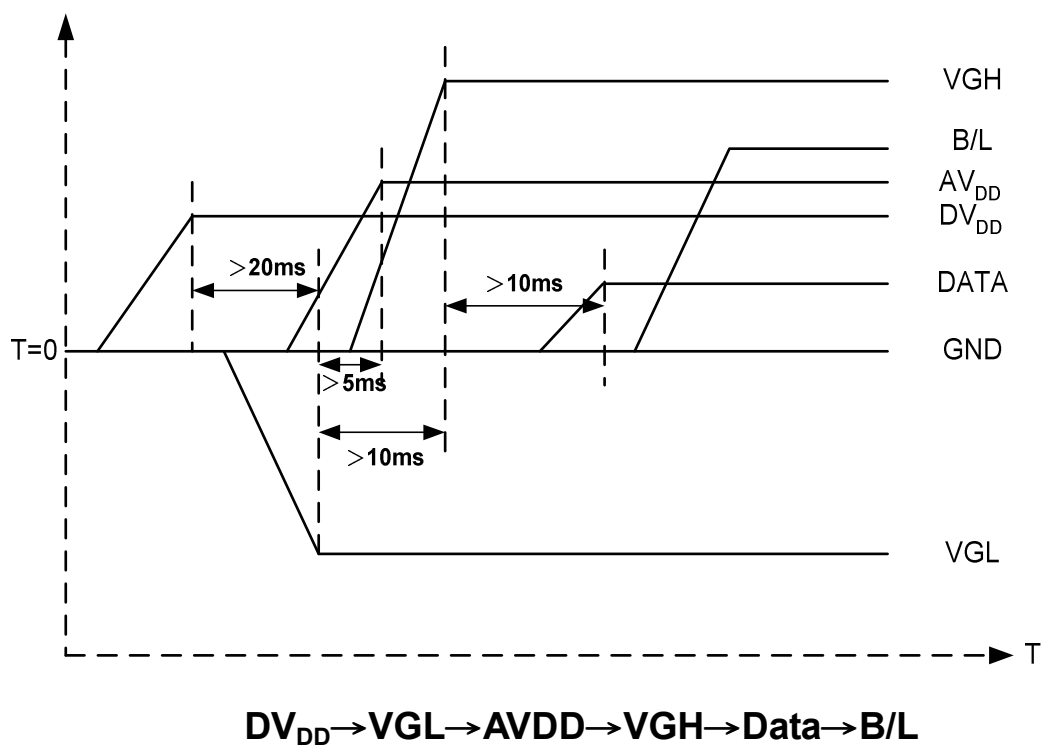 VGH
B/L
AVDD
DVDD
>20ms
>10ms
DATA
T=0
GND
>5ms
>10ms
VGL
T
DVDD→VGL→AVDD→VGH→Data→B/L